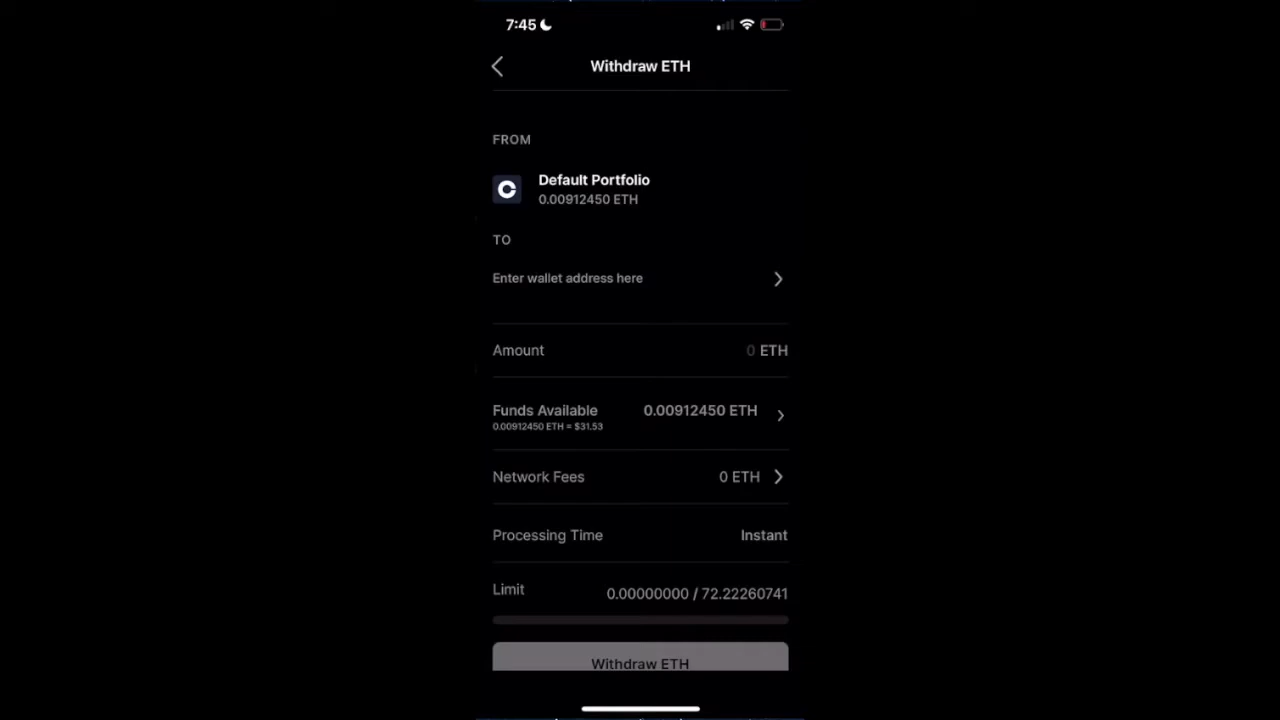 7:45
Withdraw ETH
FROM
Default Portfolio
0.00912450 ETH
TO
Enter wallet address here
Amount 0 ETH
Funds Available 0.00912450 ETH
0.00912450 ETH = $31.53
Network Fees 0 ETH
Processing Time Instant
Limit 0.00000000 / 72.22260741
Withdraw ETH